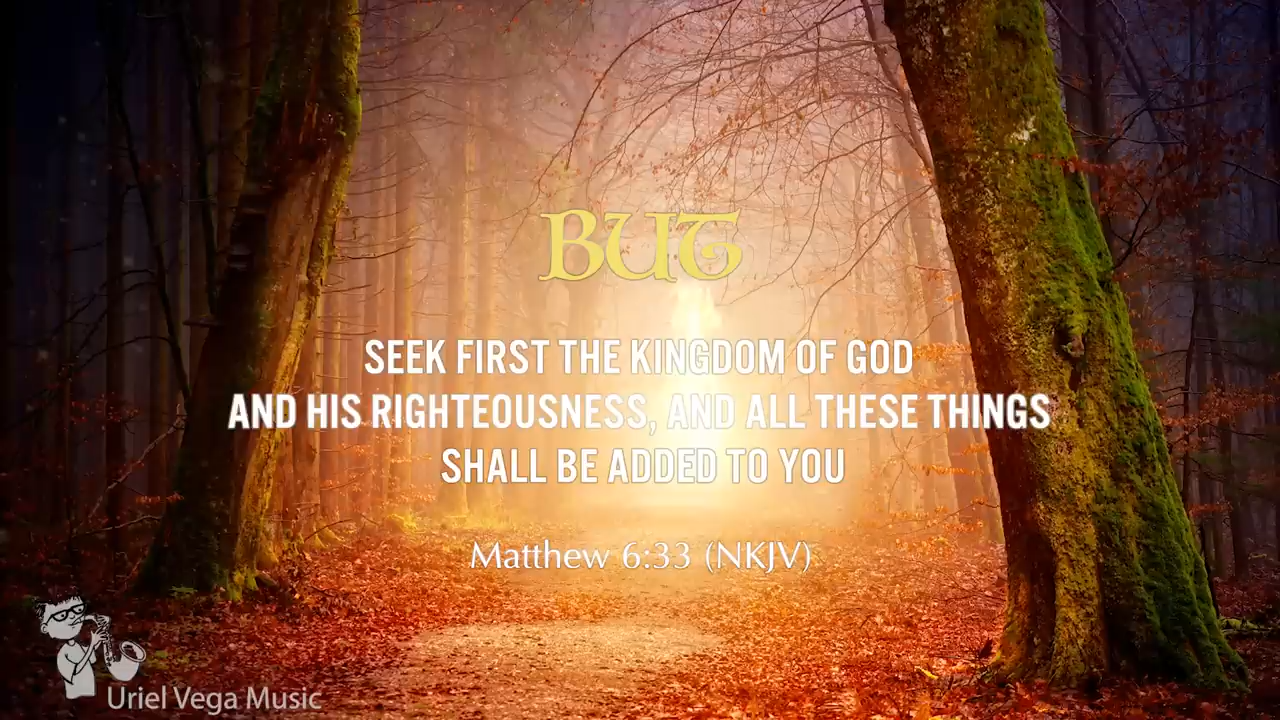 BUT
SEEK FIRST THE KINGDOM OF GOD
AND HIS RIGHTEOUSNESS, AND ALL THESE THINGS
SHALL BE ADDED TO YOU
Matthew 6:33 (NKJV)
Uriel Vega Music